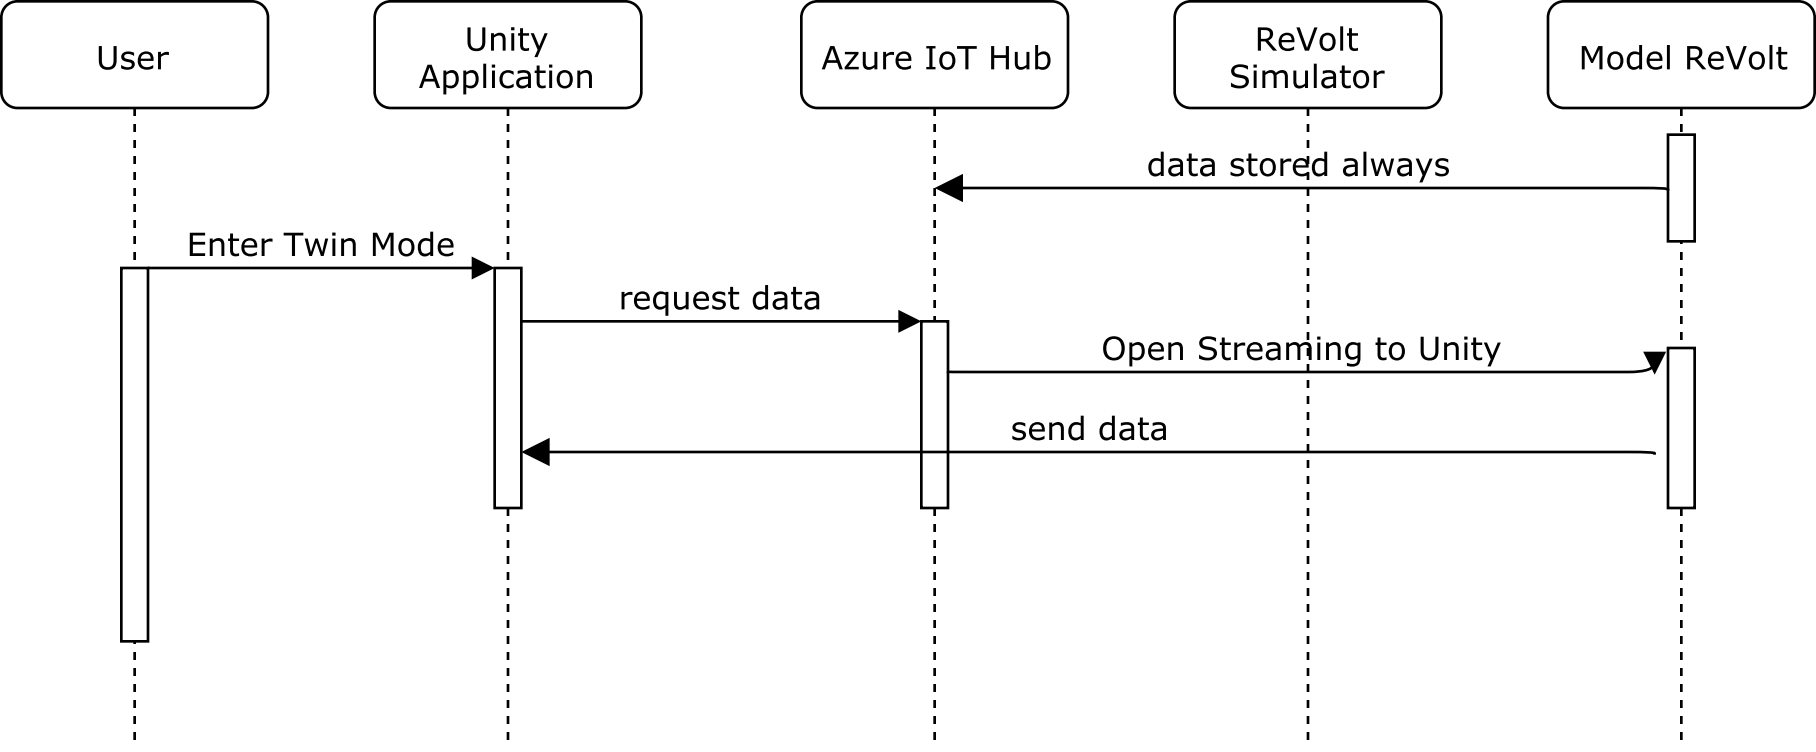 User
Unity
Application
Azure IoT Hub
ReVolt
Simulator
Model ReVolt
data stored always
Enter Twin Mode
request data
Open Streaming to Unity
send data